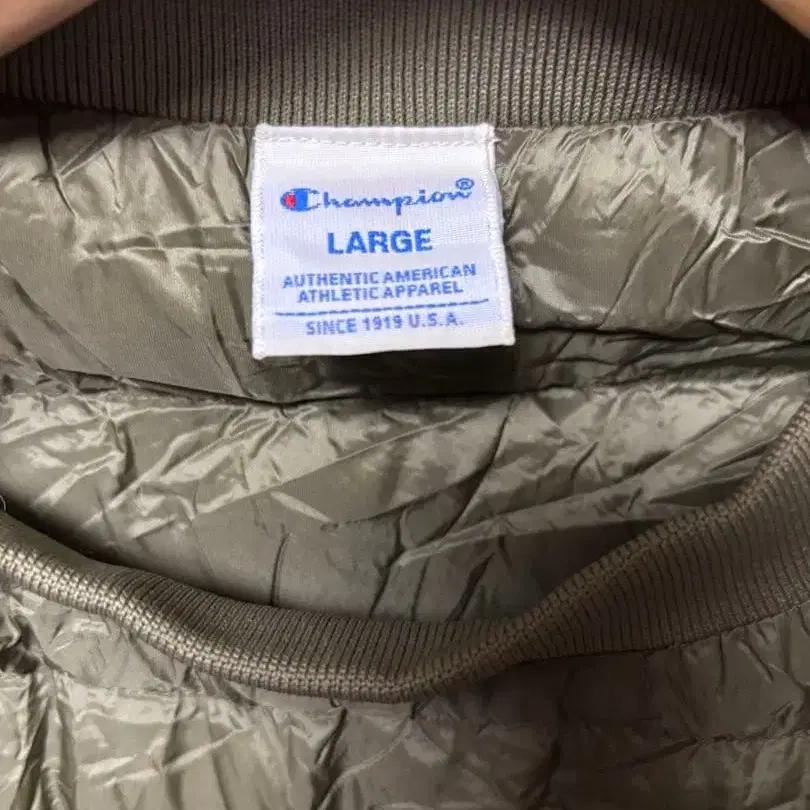 Champion®
LARGE
AUTHENTIC AMERICAN
ATHLETIC APPAREL
SINCE 1919 U.S.A.